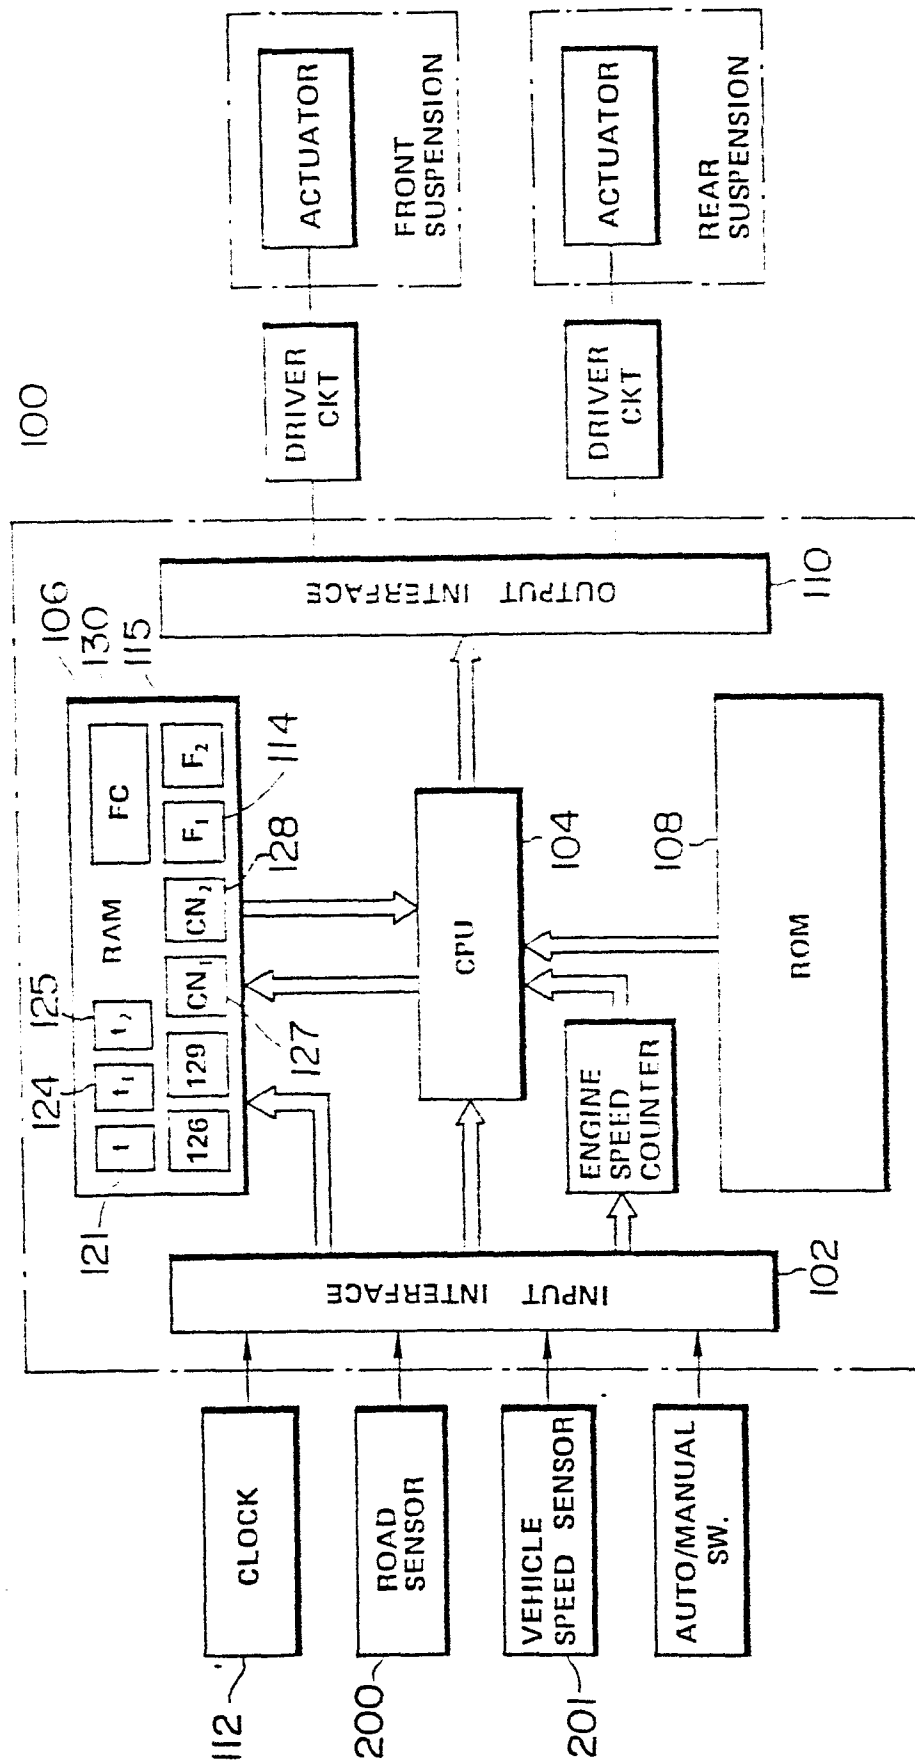 100
112
CLOCK
200
ROAD
SENSOR
201
VEHICLE
SPEED SENSOR
AUTO/MANUAL
SW.
INPUT INTERFACE
102
121
124
125
t
t₁
t₂
RAM
FC
126
129
CN₁
CN₂
F₁
F₂
106
130
115
114
128
127
CPU
104
ENGINE
SPEED
COUNTER
108
ROM
OUTPUT INTERFACE
110
DRIVER
CKT
DRIVER
CKT
ACTUATOR
FRONT
SUSPENSION
ACTUATOR
REAR
SUSPENSION